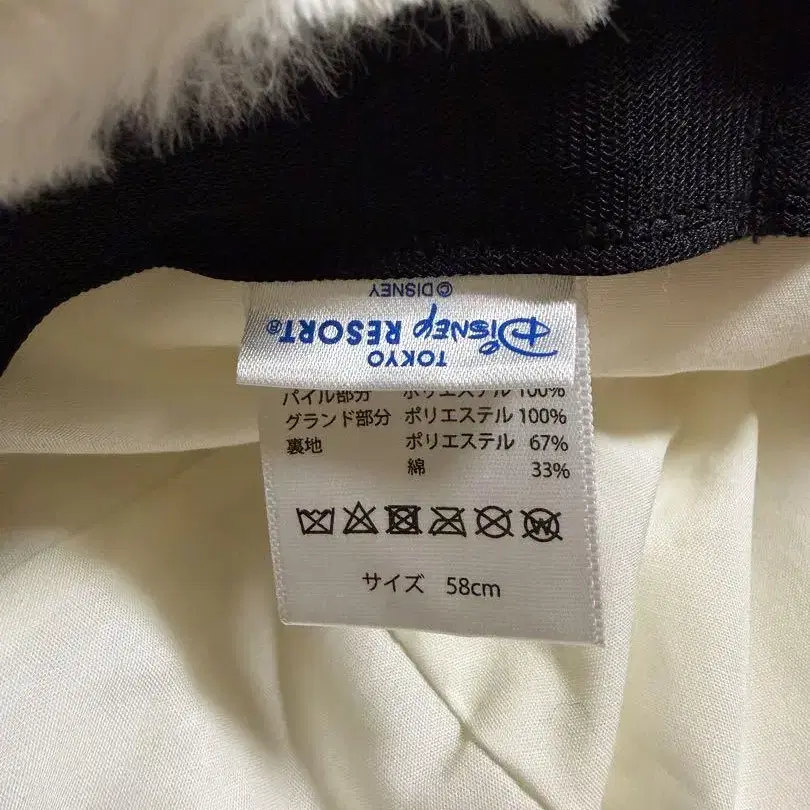 © DISNEY
Disney RESORT®
TOKYO
パイル部分 ポリエステル 100%
グランド部分 ポリエステル 100%
裏地 ポリエステル 67%
綿 33%
サイズ 58cm